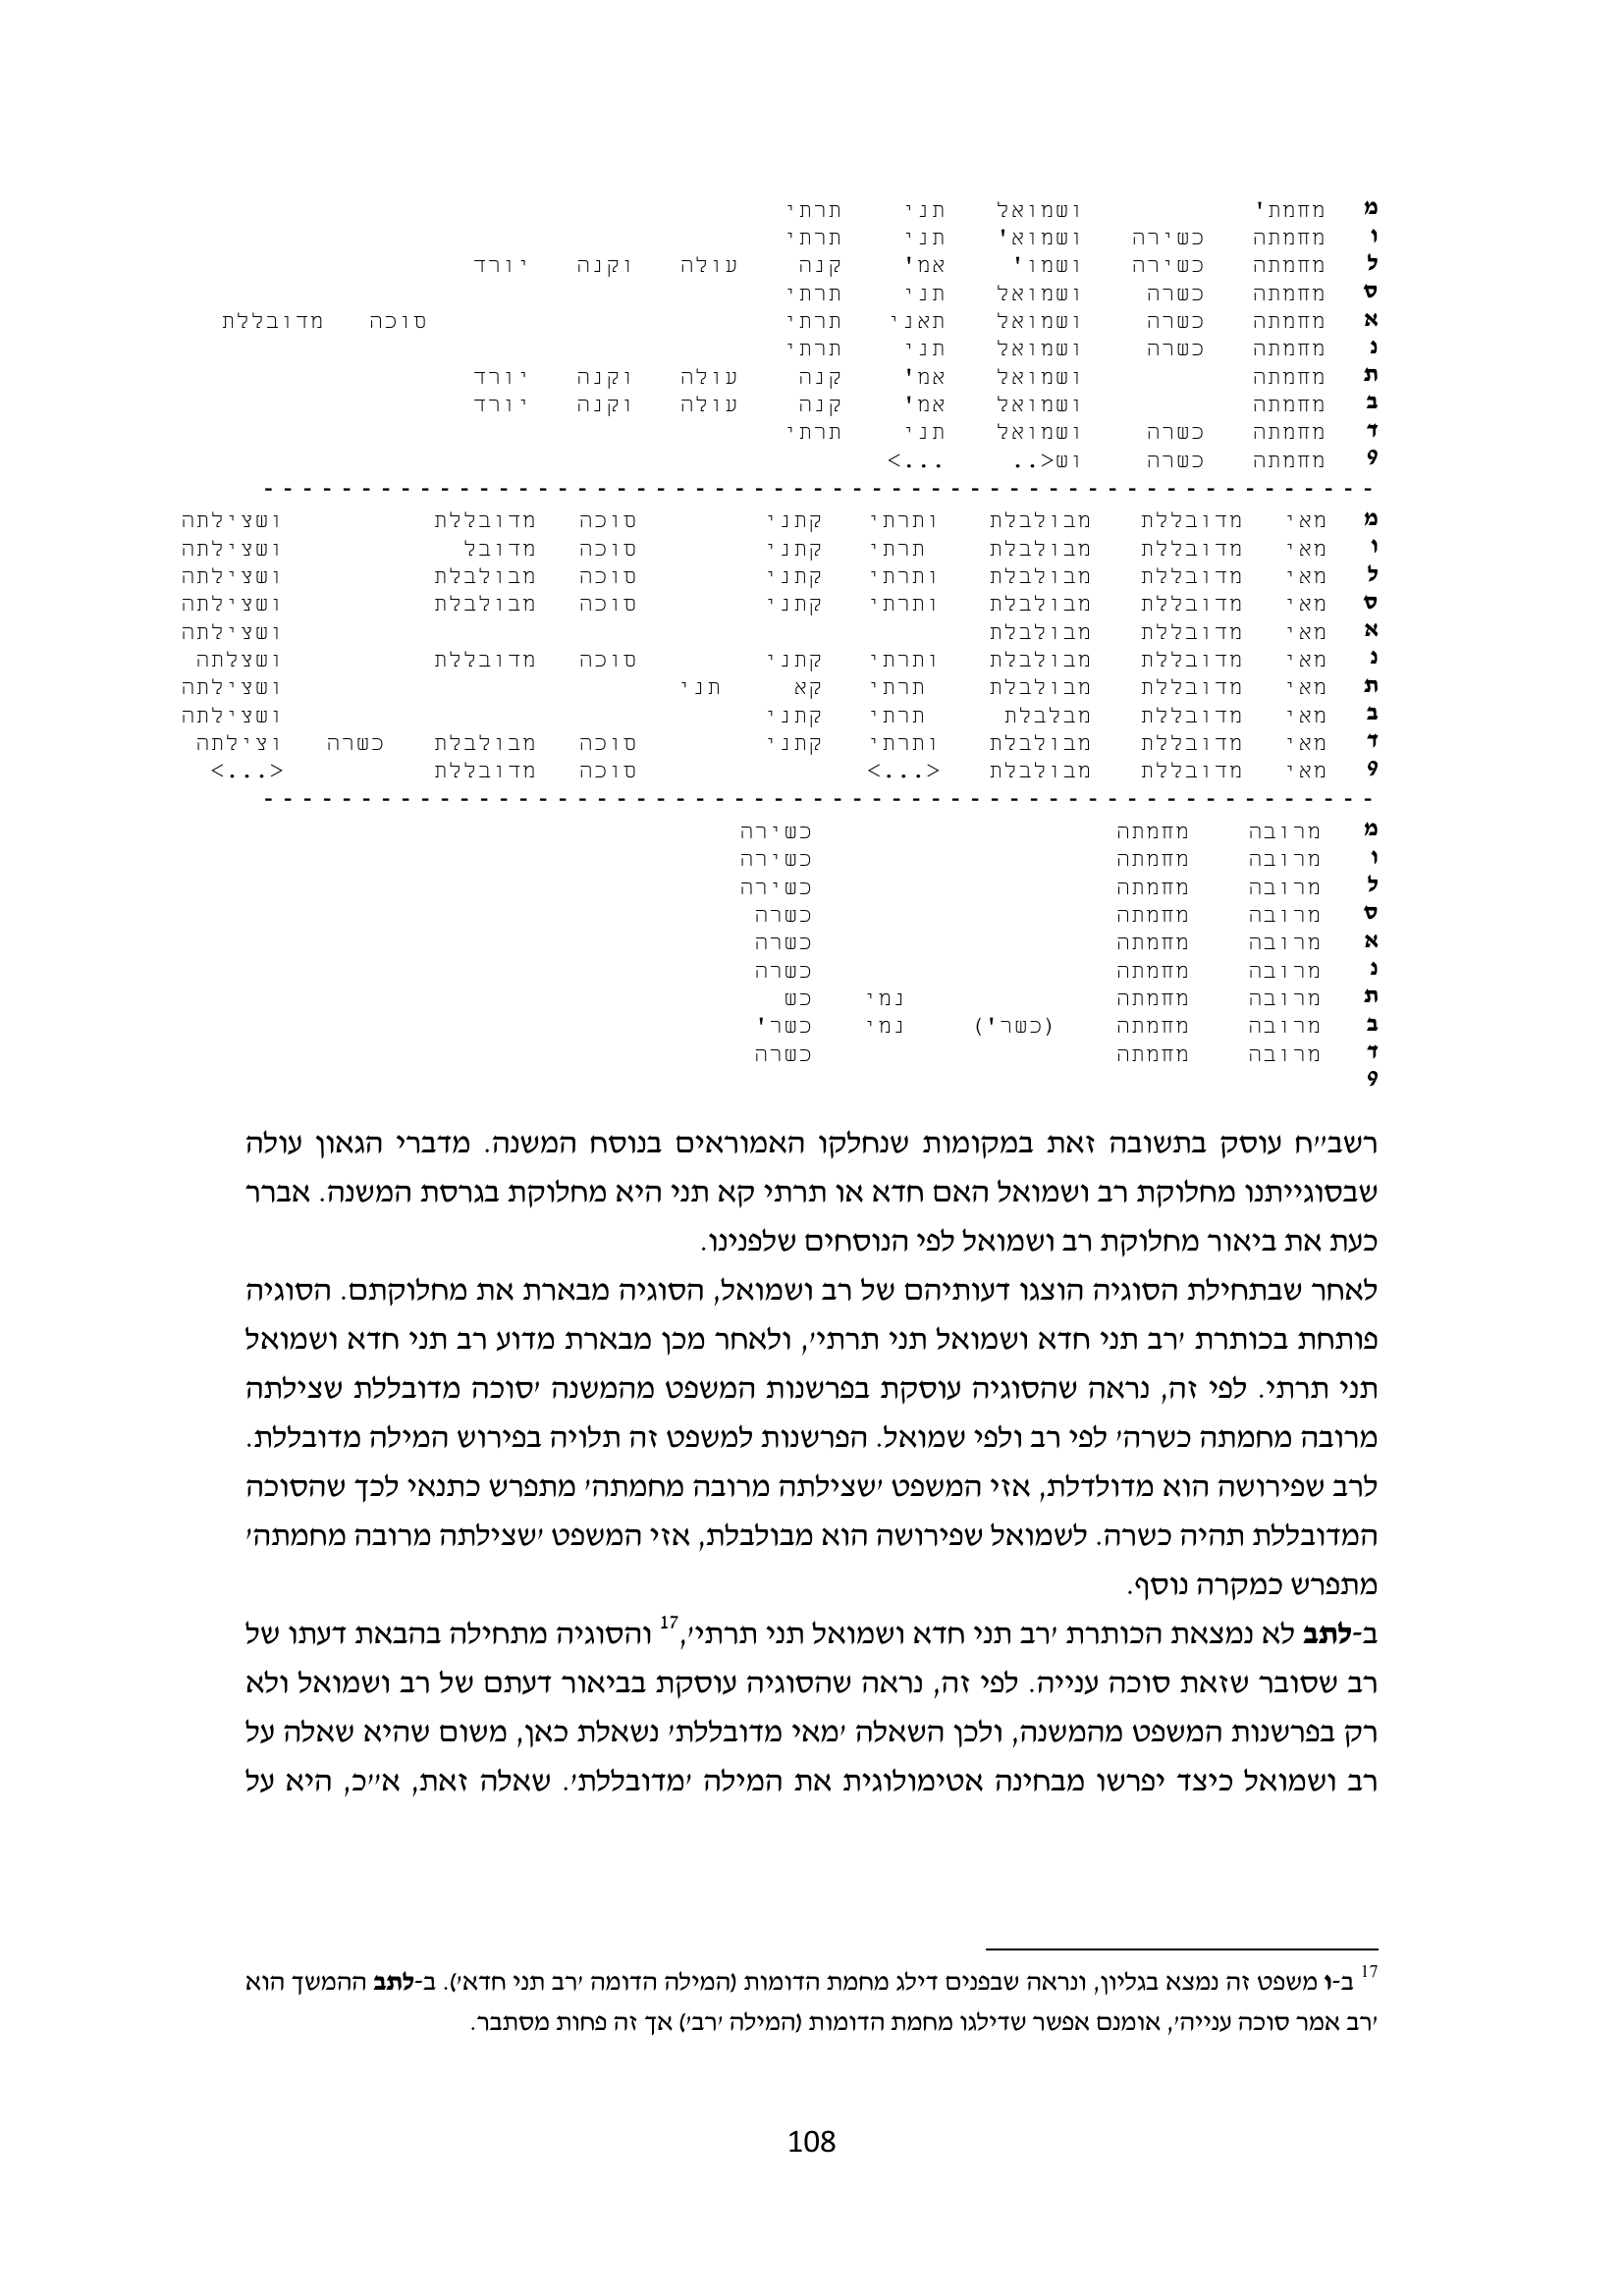 מ מחמת' ושמואל תני תרתי
ו מחמתה כשירה ושמוא' תני תרתי
ל מחמתה כשירה ושמו' אמ' קנה עולה וקנה יורד
ס מחמתה כשרה ושמואל תני תרתי
א מחמתה כשרה ושמואל תאני תרתי סוכה מדובללת
נ מחמתה כשרה ושמואל תני תרתי
ת מחמתה ושמואל אמ' קנה עולה וקנה יורד
ב מחמתה ושמואל אמ' קנה עולה וקנה יורד
ד מחמתה כשרה ושמואל תני תרתי
פ מחמתה כשרה וש<.. ...>
- - - - - - - - - - - - - - - - - - - - - - - - - - - - - - - - - - - - - - - - - - - - - - - - - - - - - - - - -
מ מאי מדובללת מבולבלת ותרתי קתני סוכה מדובללת ושצילתה
ו מאי מדובללת מבולבלת תרתי קתני סוכה מדובל ושצילתה
ל מאי מדובללת מבולבלת ותרתי קתני סוכה מבולבלת ושצילתה
ס מאי מדובללת מבולבלת ותרתי קתני סוכה מבולבלת ושצילתה
א מאי מדובללת מבולבלת ושצילתה
נ מאי מדובללת מבולבלת ותרתי קתני סוכה מדובללת ושצלתה
ת מאי מדובללת מבולבלת תרתי קא תני ושצילתה
ב מאי מדובללת מבלבלת תרתי קתני ושצילתה
ד מאי מדובללת מבולבלת ותרתי קתני סוכה מבולבלת כשרה וצילתה
פ מאי מדובללת מבולבלת <...> סוכה מדובללת <...>
- - - - - - - - - - - - - - - - - - - - - - - - - - - - - - - - - - - - - - - - - - - - - - - - - - - - - - - - -
מ מרובה מחמתה כשירה
ו מרובה מחמתה כשירה
ל מרובה מחמתה כשירה
ס מרובה מחמתה כשרה
א מרובה מחמתה כשרה
נ מרובה מחמתה כשרה
ת מרובה מחמתה נמי כש
ב מרובה מחמתה (כשר') נמי כשר'
ד מרובה מחמתה כשרה
פ
רשב״ח עוסק בתשובה זאת במקומות שנחלקו האמוראים בנוסח המשנה. מדברי הגאון עולה
שבסוגייתנו מחלוקת רב ושמואל האם חדא או תרתי קא תני היא מחלוקת בגרסת המשנה. אברר
כעת את ביאור מחלוקת רב ושמואל לפי הנוסחים שלפנינו.
לאחר שבתחילת הסוגיה הוצגו דעותיהם של רב ושמואל, הסוגיה מבארת את מחלוקתם. הסוגיה
פותחת בכותרת ׳רב תני חדא ושמואל תני תרתי׳, ולאחר מכן מבארת מדוע רב תני חדא ושמואל
תני תרתי. לפי זה, נראה שהסוגיה עוסקת בפרשנות המשפט מהמשנה ׳סוכה מדובללת שצילתה
מרובה מחמתה כשרה׳ לפי רב ולפי שמואל. הפרשנות למשפט זה תלויה בפירוש המילה מדובללת.
לרב שפירושה הוא מדולדלת, אזי המשפט ׳שצילתה מרובה מחמתה׳ מתפרש כתנאי לכך שהסוכה
המדובללת תהיה כשרה. לשמואל שפירושה הוא מבולבלת, אזי המשפט ׳שצילתה מרובה מחמתה׳
מתפרש כמקרה נוסף.
ב-לתב לא נמצאת הכותרת ׳רב תני חדא ושמואל תני תרתי׳,17 והסוגיה מתחילה בהבאת דעתו של
רב שסובר שזאת סוכה ענייה. לפי זה, נראה שהסוגיה עוסקת בביאור דעתם של רב ושמואל ולא
רק בפרשנות המשפט מהמשנה, ולכן השאלה ׳מאי מדובללת׳ נשאלת כאן, משום שהיא שאלה על
רב ושמואל כיצד יפרשו מבחינה אטימולוגית את המילה ׳מדובללת׳. שאלה זאת, א״כ, היא על
17 ב-ו משפט זה נמצא בגליון, ונראה שבפנים דילג מחמת הדומות (המילה הדומה ׳רב תני חדא׳). ב-לתב ההמשך הוא
׳רב אמר סוכה ענייה׳, אומנם אפשר שדילגו מחמת הדומות (המילה ׳רב׳) אך זה פחות מסתבר.
108